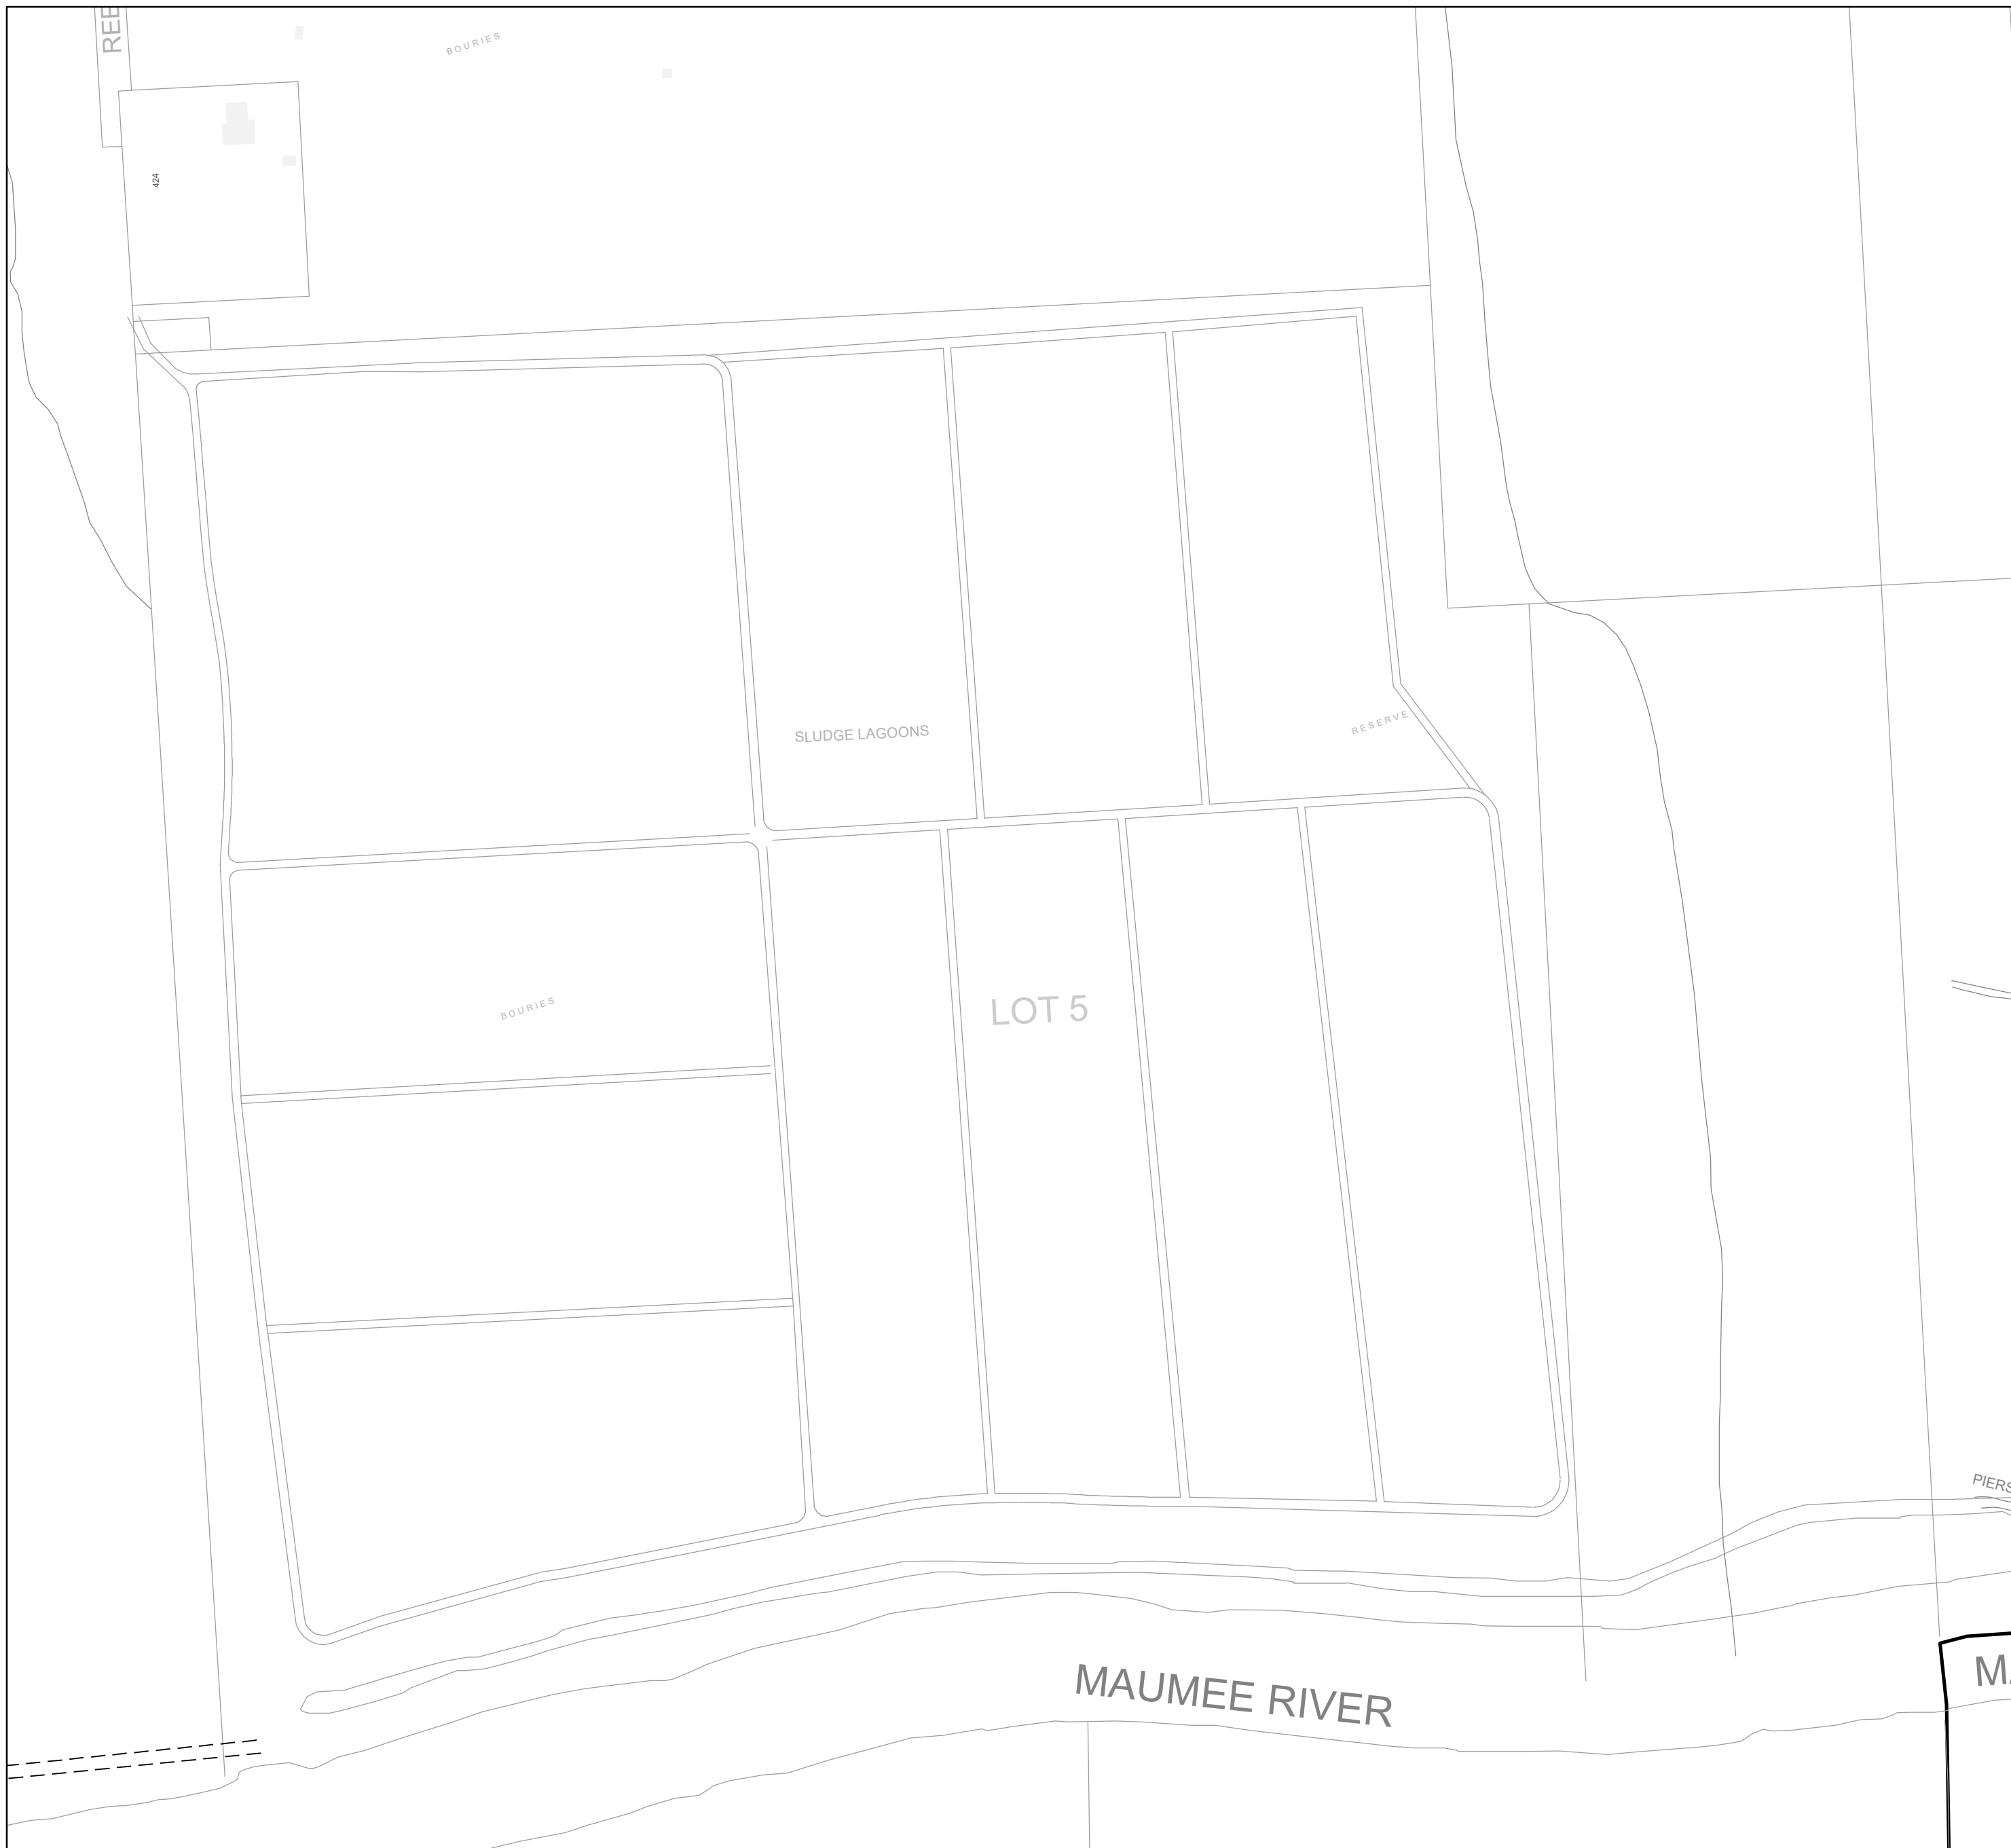 BOURIES
424
SLUDGE LAGOONS
RESERVE
BOURIES
LOT 5
MAUMEE RIVER